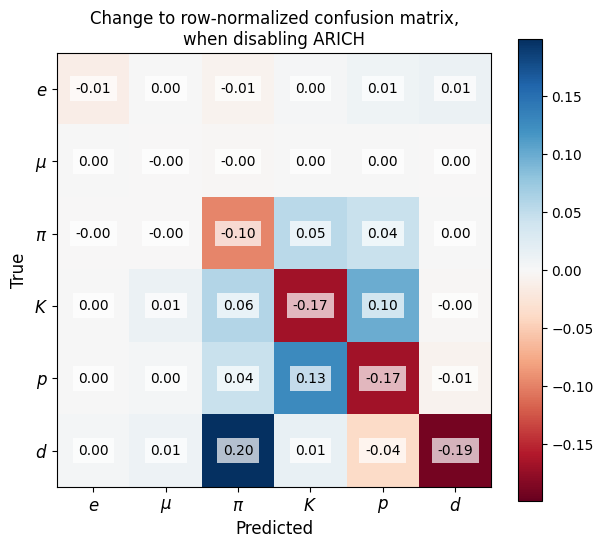 Change to row-normalized confusion matrix,
when disabling ARICH
e -0.01 0.00 -0.01 0.00 0.01 0.01
μ 0.00 -0.00 -0.00 0.00 0.00 0.00
π -0.00 -0.00 -0.10 0.05 0.04 0.00
K 0.00 0.01 0.06 -0.17 0.10 -0.00
p 0.00 0.00 0.04 0.13 -0.17 -0.01
d 0.00 0.01 0.20 0.01 -0.04 -0.19
e μ π K p d
Predicted
True
0.15
0.10
0.05
0.00
−0.05
−0.10
−0.15